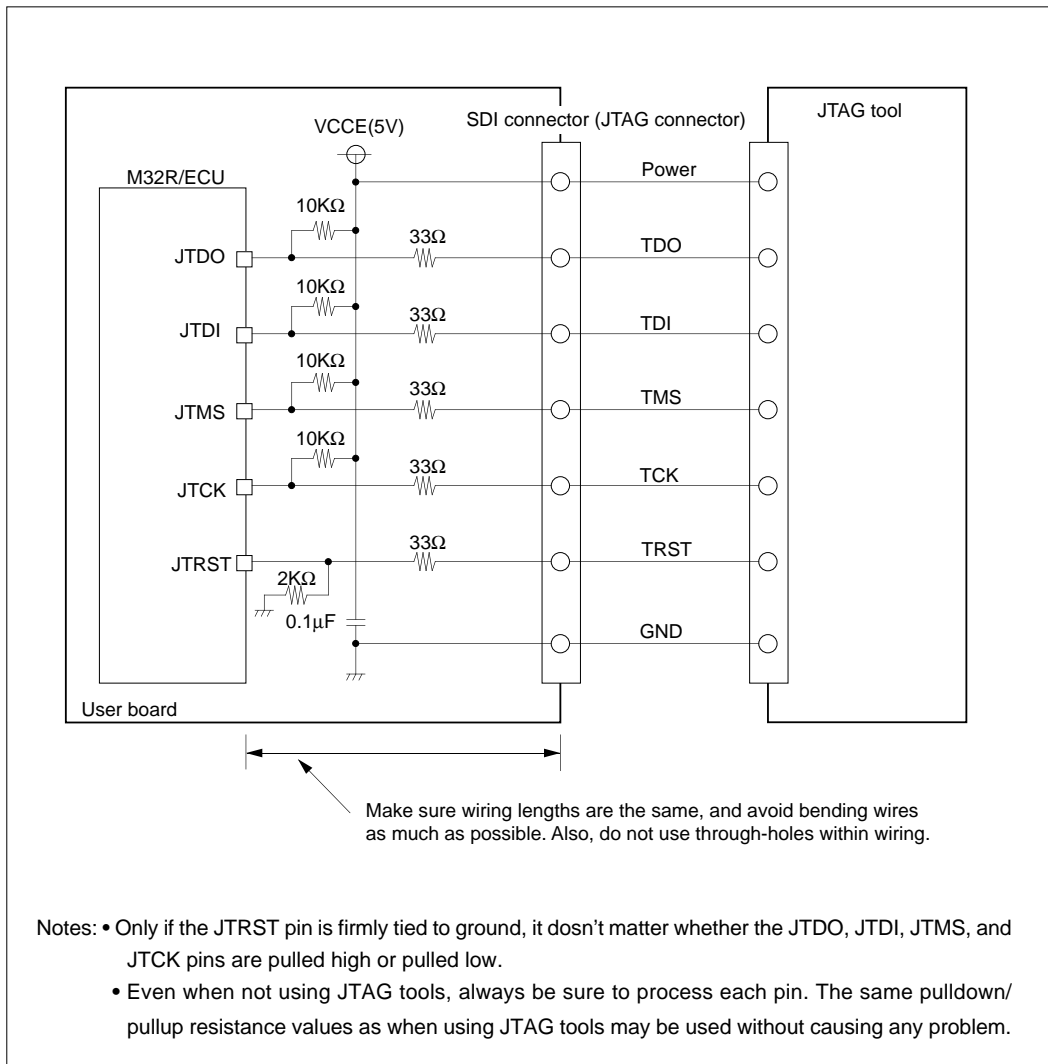 SDI connector (JTAG connector)
JTAG tool
VCCE(5V)
M32R/ECU
Power
10KΩ
33Ω
JTDO
TDO
10KΩ
33Ω
JTDI
TDI
10KΩ
33Ω
JTMS
TMS
10KΩ
33Ω
JTCK
TCK
33Ω
JTRST
TRST
2KΩ
0.1µF
GND
User board
Make sure wiring lengths are the same, and avoid bending wires
as much as possible. Also, do not use through-holes within wiring.
Notes: • Only if the JTRST pin is firmly tied to ground, it dosn't matter whether the JTDO, JTDI, JTMS, and
JTCK pins are pulled high or pulled low.
• Even when not using JTAG tools, always be sure to process each pin. The same pulldown/
pullup resistance values as when using JTAG tools may be used without causing any problem.